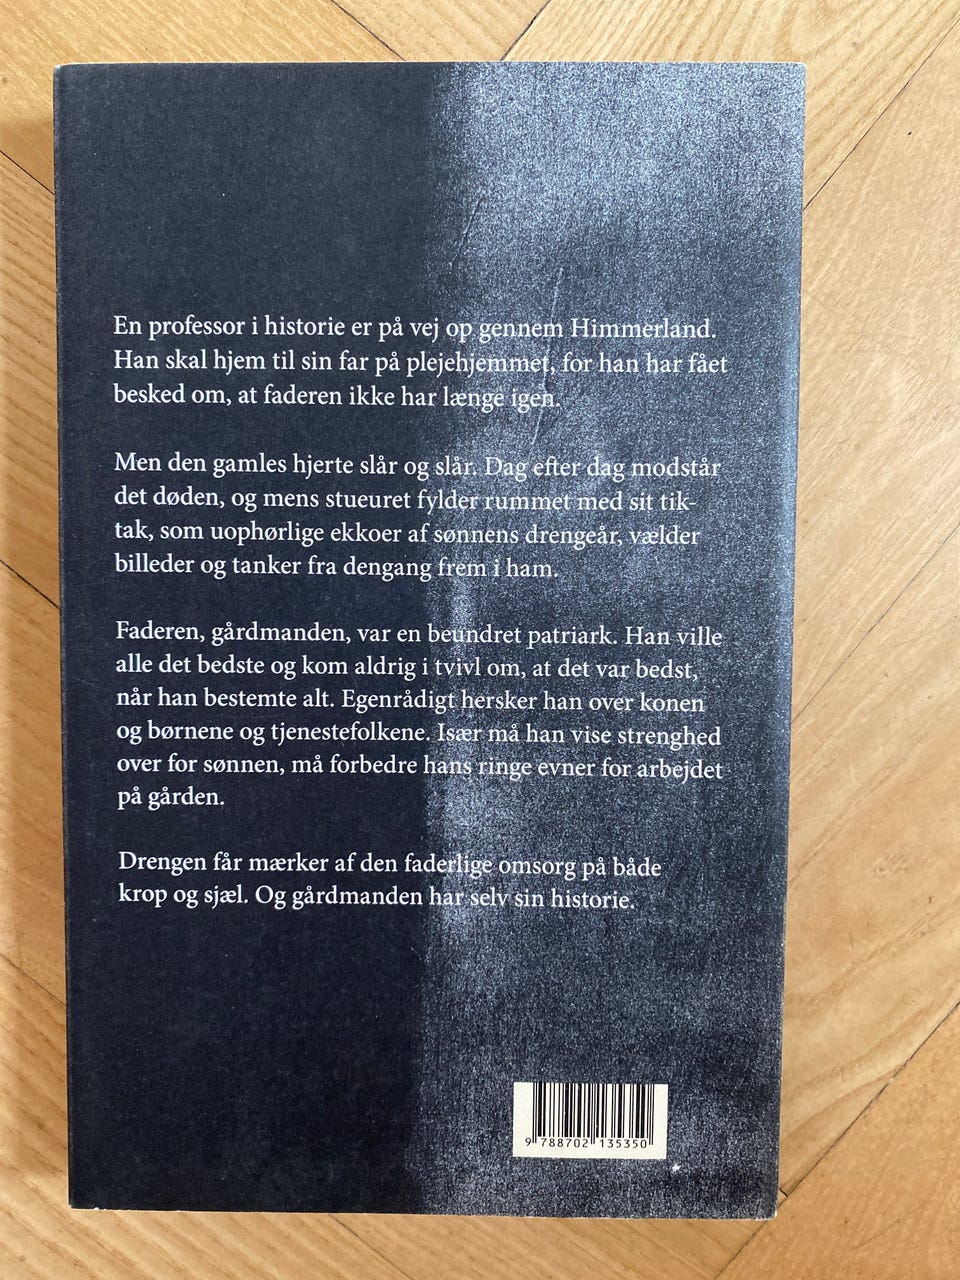 En professor i historie er på vej op gennem Himmerland.
Han skal hjem til sin far på plejehjemmet, for han har fået
besked om, at faderen ikke har længe igen.
Men den gamles hjerte slår og slår. Dag efter dag modstår
det døden, og mens stueuret fylder rummet med sit tik-
tak, som uophørlige ekkoer af sønnens drengeår, vælder
billeder og tanker fra dengang frem i ham.
Faderen, gårdmanden, var en beundret patriark. Han ville
alle det bedste og kom aldrig i tvivl om, at det var bedst,
når han bestemte alt. Egenrådigt hersker han over konen
og børnene og tjenestefolkene. Især må han vise strenghed
over for sønnen, må forbedre hans ringe evner for arbejdet
på gården.
Drengen får mærker af den faderlige omsorg på både
krop og sjæl. Og gårdmanden har selv sin historie.
9 788702 135350